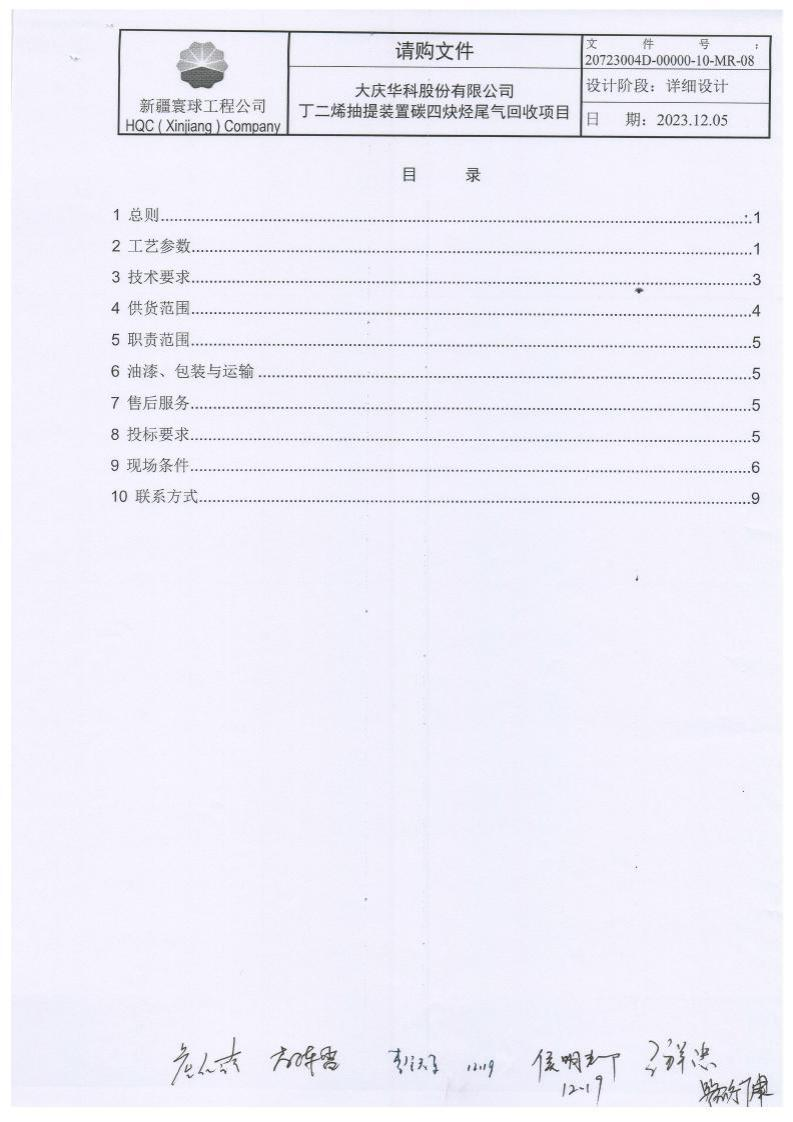 请购文件
文 件 号 :
20723004D-00000-10-MR-08
新疆寰球工程公司
HQC ( Xinjiang ) Company
大庆华科股份有限公司
丁二烯抽提装置碳四炔烃尾气回收项目
设计阶段：详细设计
日 期：2023.12.05
目 录
1 总则..........1
2 工艺参数..........1
3 技术要求..........3
4 供货范围..........4
5 职责范围..........5
6 油漆、包装与运输..........5
7 售后服务..........5
8 投标要求..........5
9 现场条件..........6
10 联系方式..........9
12.19
12.19